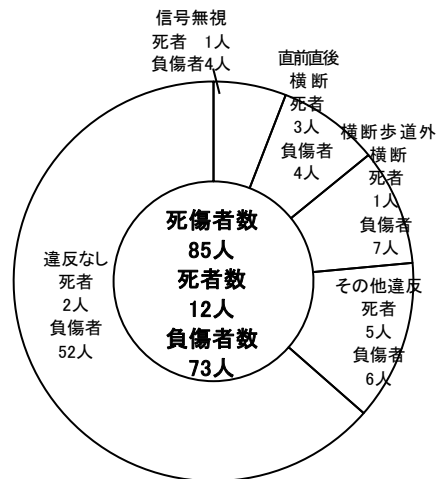 信号無視
死者　1人
負傷者4人
直前直後
横断
死者
3人
負傷者
4人
横断歩道外
横断
死者
1人
負傷者
7人
その他違反
死者
5人
負傷者
6人
違反なし
死者
2人
負傷者
52人
死傷者数
85人
死者数
12人
負傷者数
73人